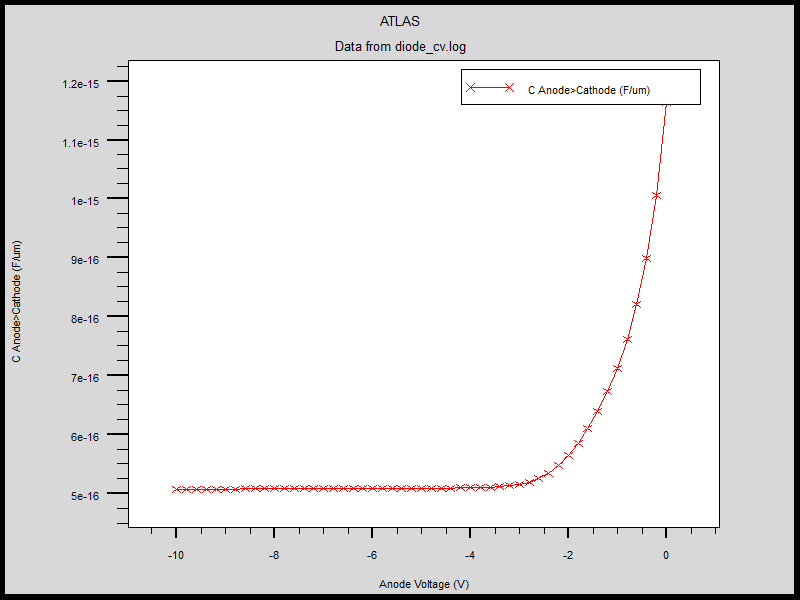 ATLAS
Data from diode_cv.log
C Anode>Cathode (F/um)
1.2e-15
1.1e-15
1e-15
9e-16
8e-16
7e-16
6e-16
5e-16
C Anode>Cathode (F/um)
-10 -8 -6 -4 -2 0
Anode Voltage (V)